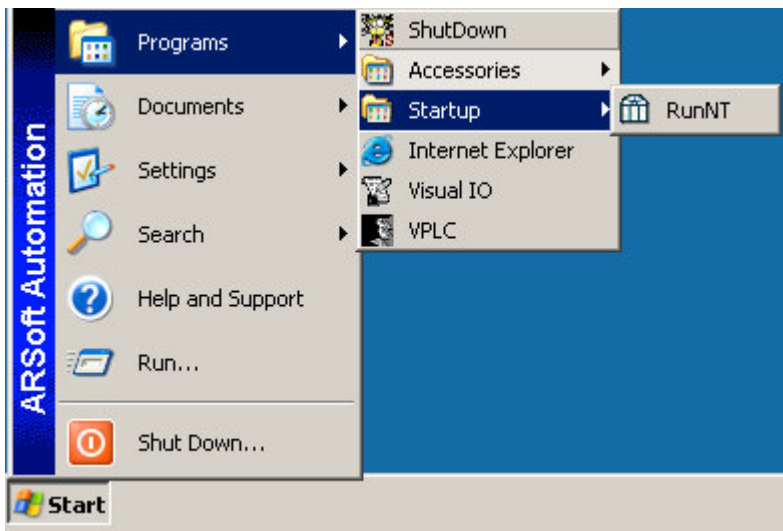 ARSoft Automation
Programs
Documents
Settings
Search
Help and Support
Run...
Shut Down...
Start
ShutDown
Accessories
Startup
Internet Explorer
Visual IO
VPLC
RunNT